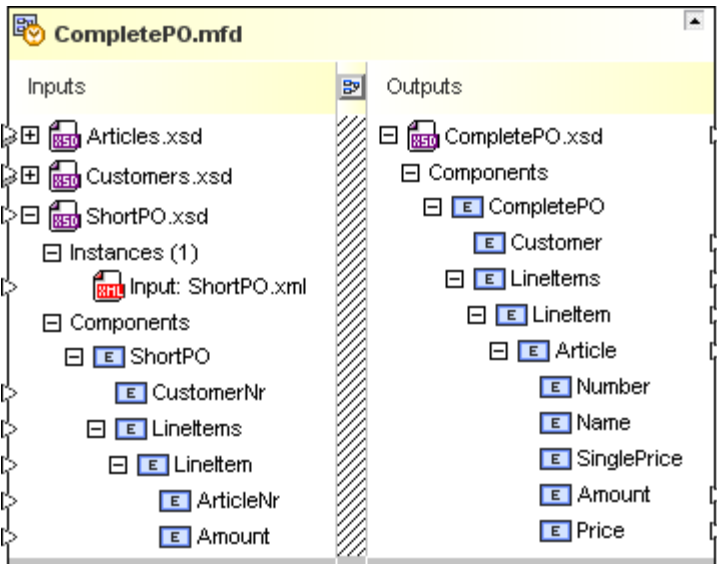 CompletePO.mfd
Inputs
Articles.xsd
Customers.xsd
ShortPO.xsd
Instances (1)
Input: ShortPO.xml
Components
ShortPO
CustomerNr
LineItems
LineItem
ArticleNr
Amount
Outputs
CompletePO.xsd
Components
CompletePO
Customer
LineItems
LineItem
Article
Number
Name
SinglePrice
Amount
Price